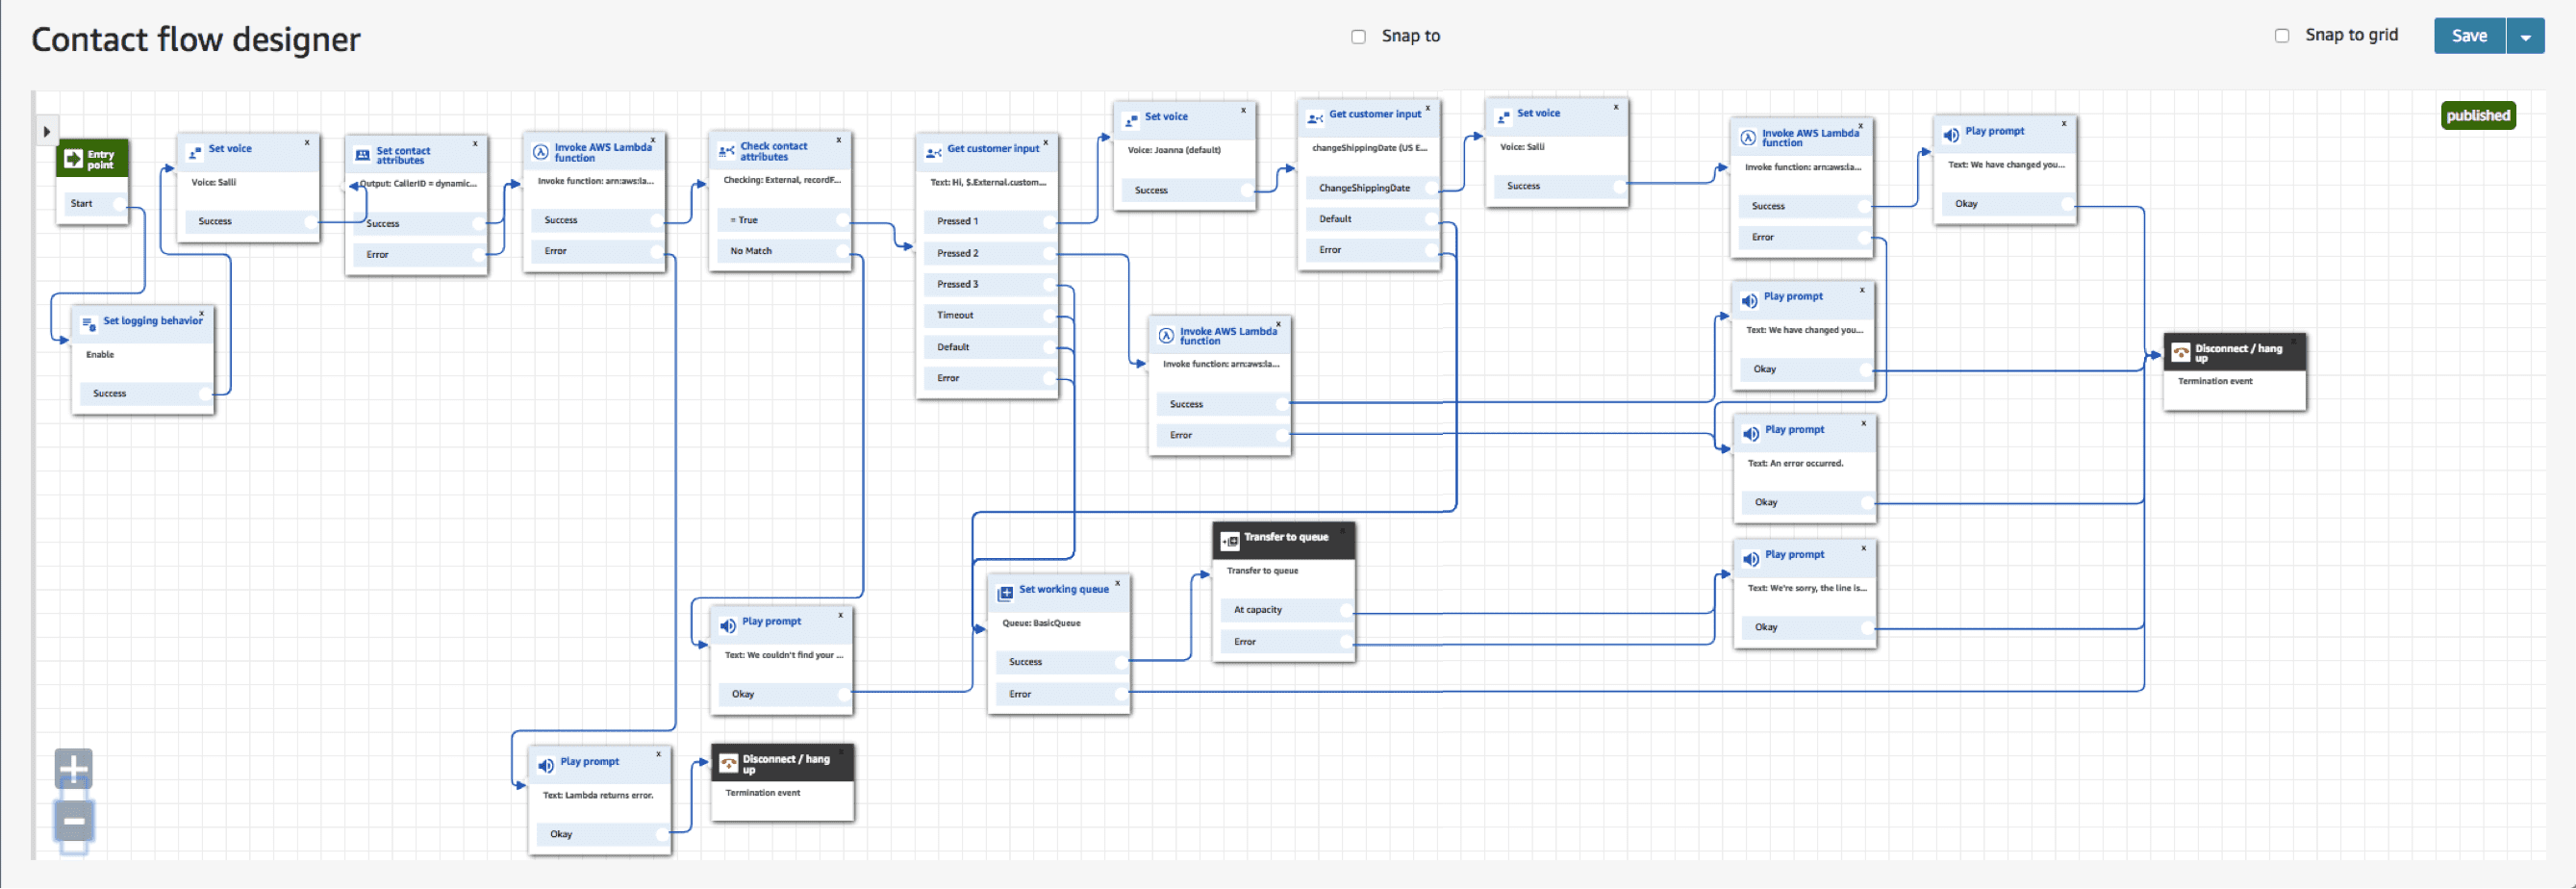 Contact flow designer
Snap to
Snap to grid
Save
published
Entry
point
Start
Set logging behavior
x
Enable
Success
Set voice
x
Voice: Salli
Success
Set contact
attributes
x
Output: CallerID = dynamic...
Success
Error
Invoke AWS Lambda
function
x
Invoke function: arn:aws:la...
Success
Error
Check contact
attributes
x
Checking: External, recordF...
= True
No Match
Get customer input
x
Text: Hi, $.External.custom...
Pressed 1
Pressed 2
Pressed 3
Timeout
Default
Error
Set voice
x
Voice: Joanna (default)
Success
Get customer input
x
changeShippingDate (US E...
ChangeShippingDate
Default
Error
Set voice
x
Voice: Salli
Success
Invoke AWS Lambda
function
x
Invoke function: arn:aws:la...
Success
Error
Play prompt
x
Text: We have changed you...
Okay
Invoke AWS Lambda
function
x
Invoke function: arn:aws:la...
Success
Error
Play prompt
x
Text: We have changed you...
Okay
Disconnect / hang
up
Termination event
Play prompt
x
Text: An error occurred.
Okay
Transfer to queue
Transfer to queue
At capacity
Error
Play prompt
x
Text: We're sorry, the line is...
Okay
Set working queue
x
Queue: BasicQueue
Success
Error
Play prompt
x
Text: We couldn't find your ...
Okay
Play prompt
x
Text: Lambda returns error.
Okay
Disconnect / hang
up
Termination event